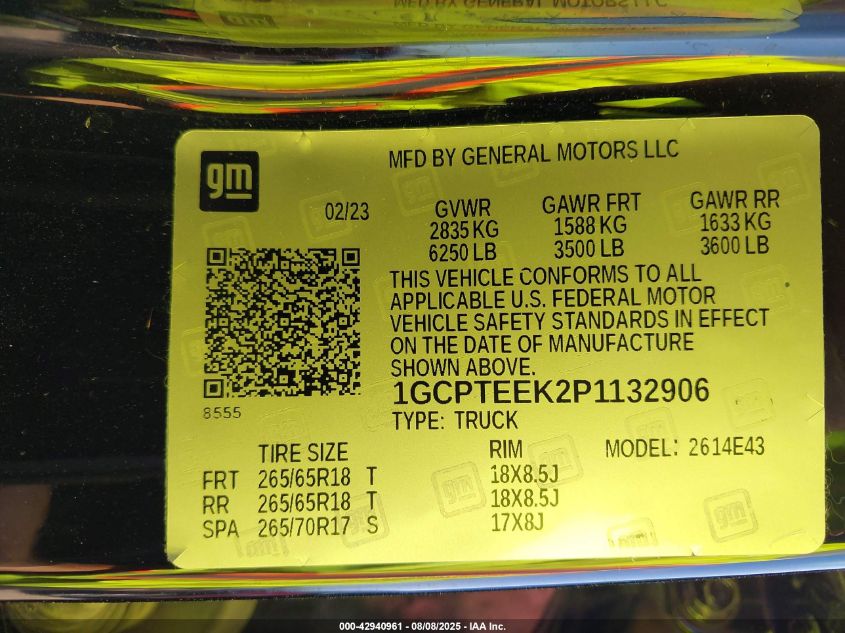 MFD BY GENERAL MOTORS LLC
gm
02/23
GVWR GAWR FRT GAWR RR
2835 KG 1588 KG 1633 KG
6250 LB 3500 LB 3600 LB
THIS VEHICLE CONFORMS TO ALL
APPLICABLE U.S. FEDERAL MOTOR
VEHICLE SAFETY STANDARDS IN EFFECT
ON THE DATE OF MANUFACTURE
SHOWN ABOVE.
1GCPTEEK2P1132906
8555
TYPE: TRUCK
TIRE SIZE RIM MODEL: 2614E43
FRT 265/65R18 T 18X8.5J
RR 265/65R18 T 18X8.5J
SPA 265/70R17 S 17X8J
000-42940961 - 08/08/2025 - IAA Inc.